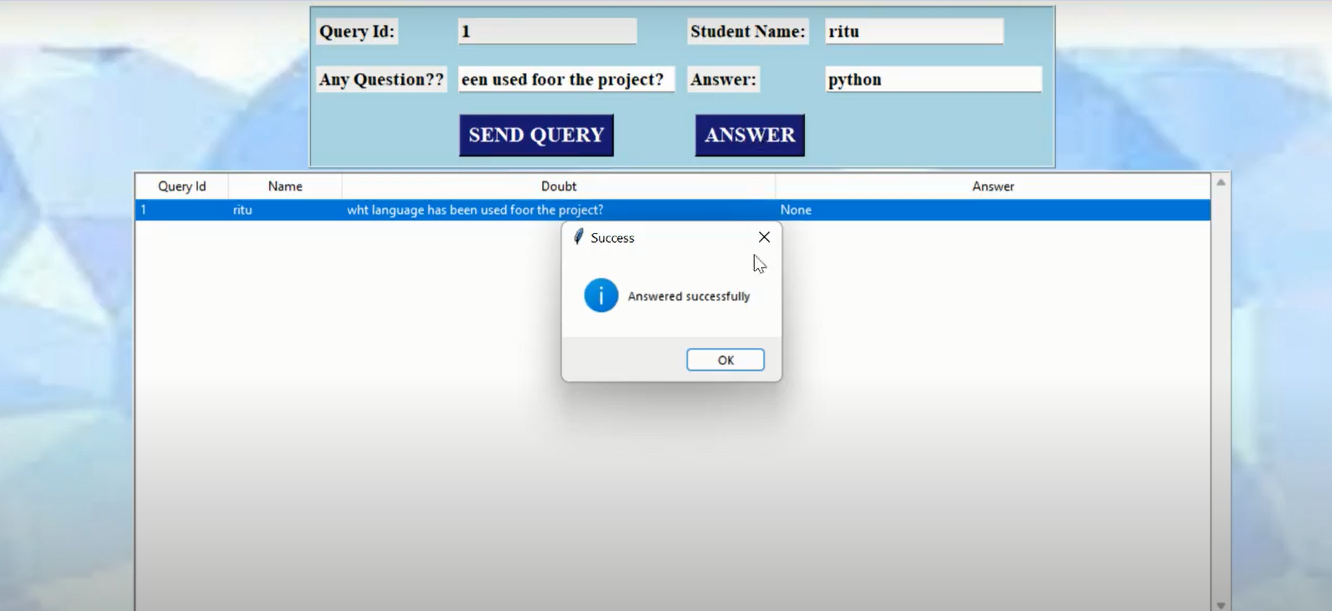 Query Id: 1 Student Name: ritu
Any Question?? een used foor the project? Answer: python
SEND QUERY ANSWER
Query Id Name Doubt Answer
1 ritu wht language has been used foor the project? None
Success
Answered successfully
OK